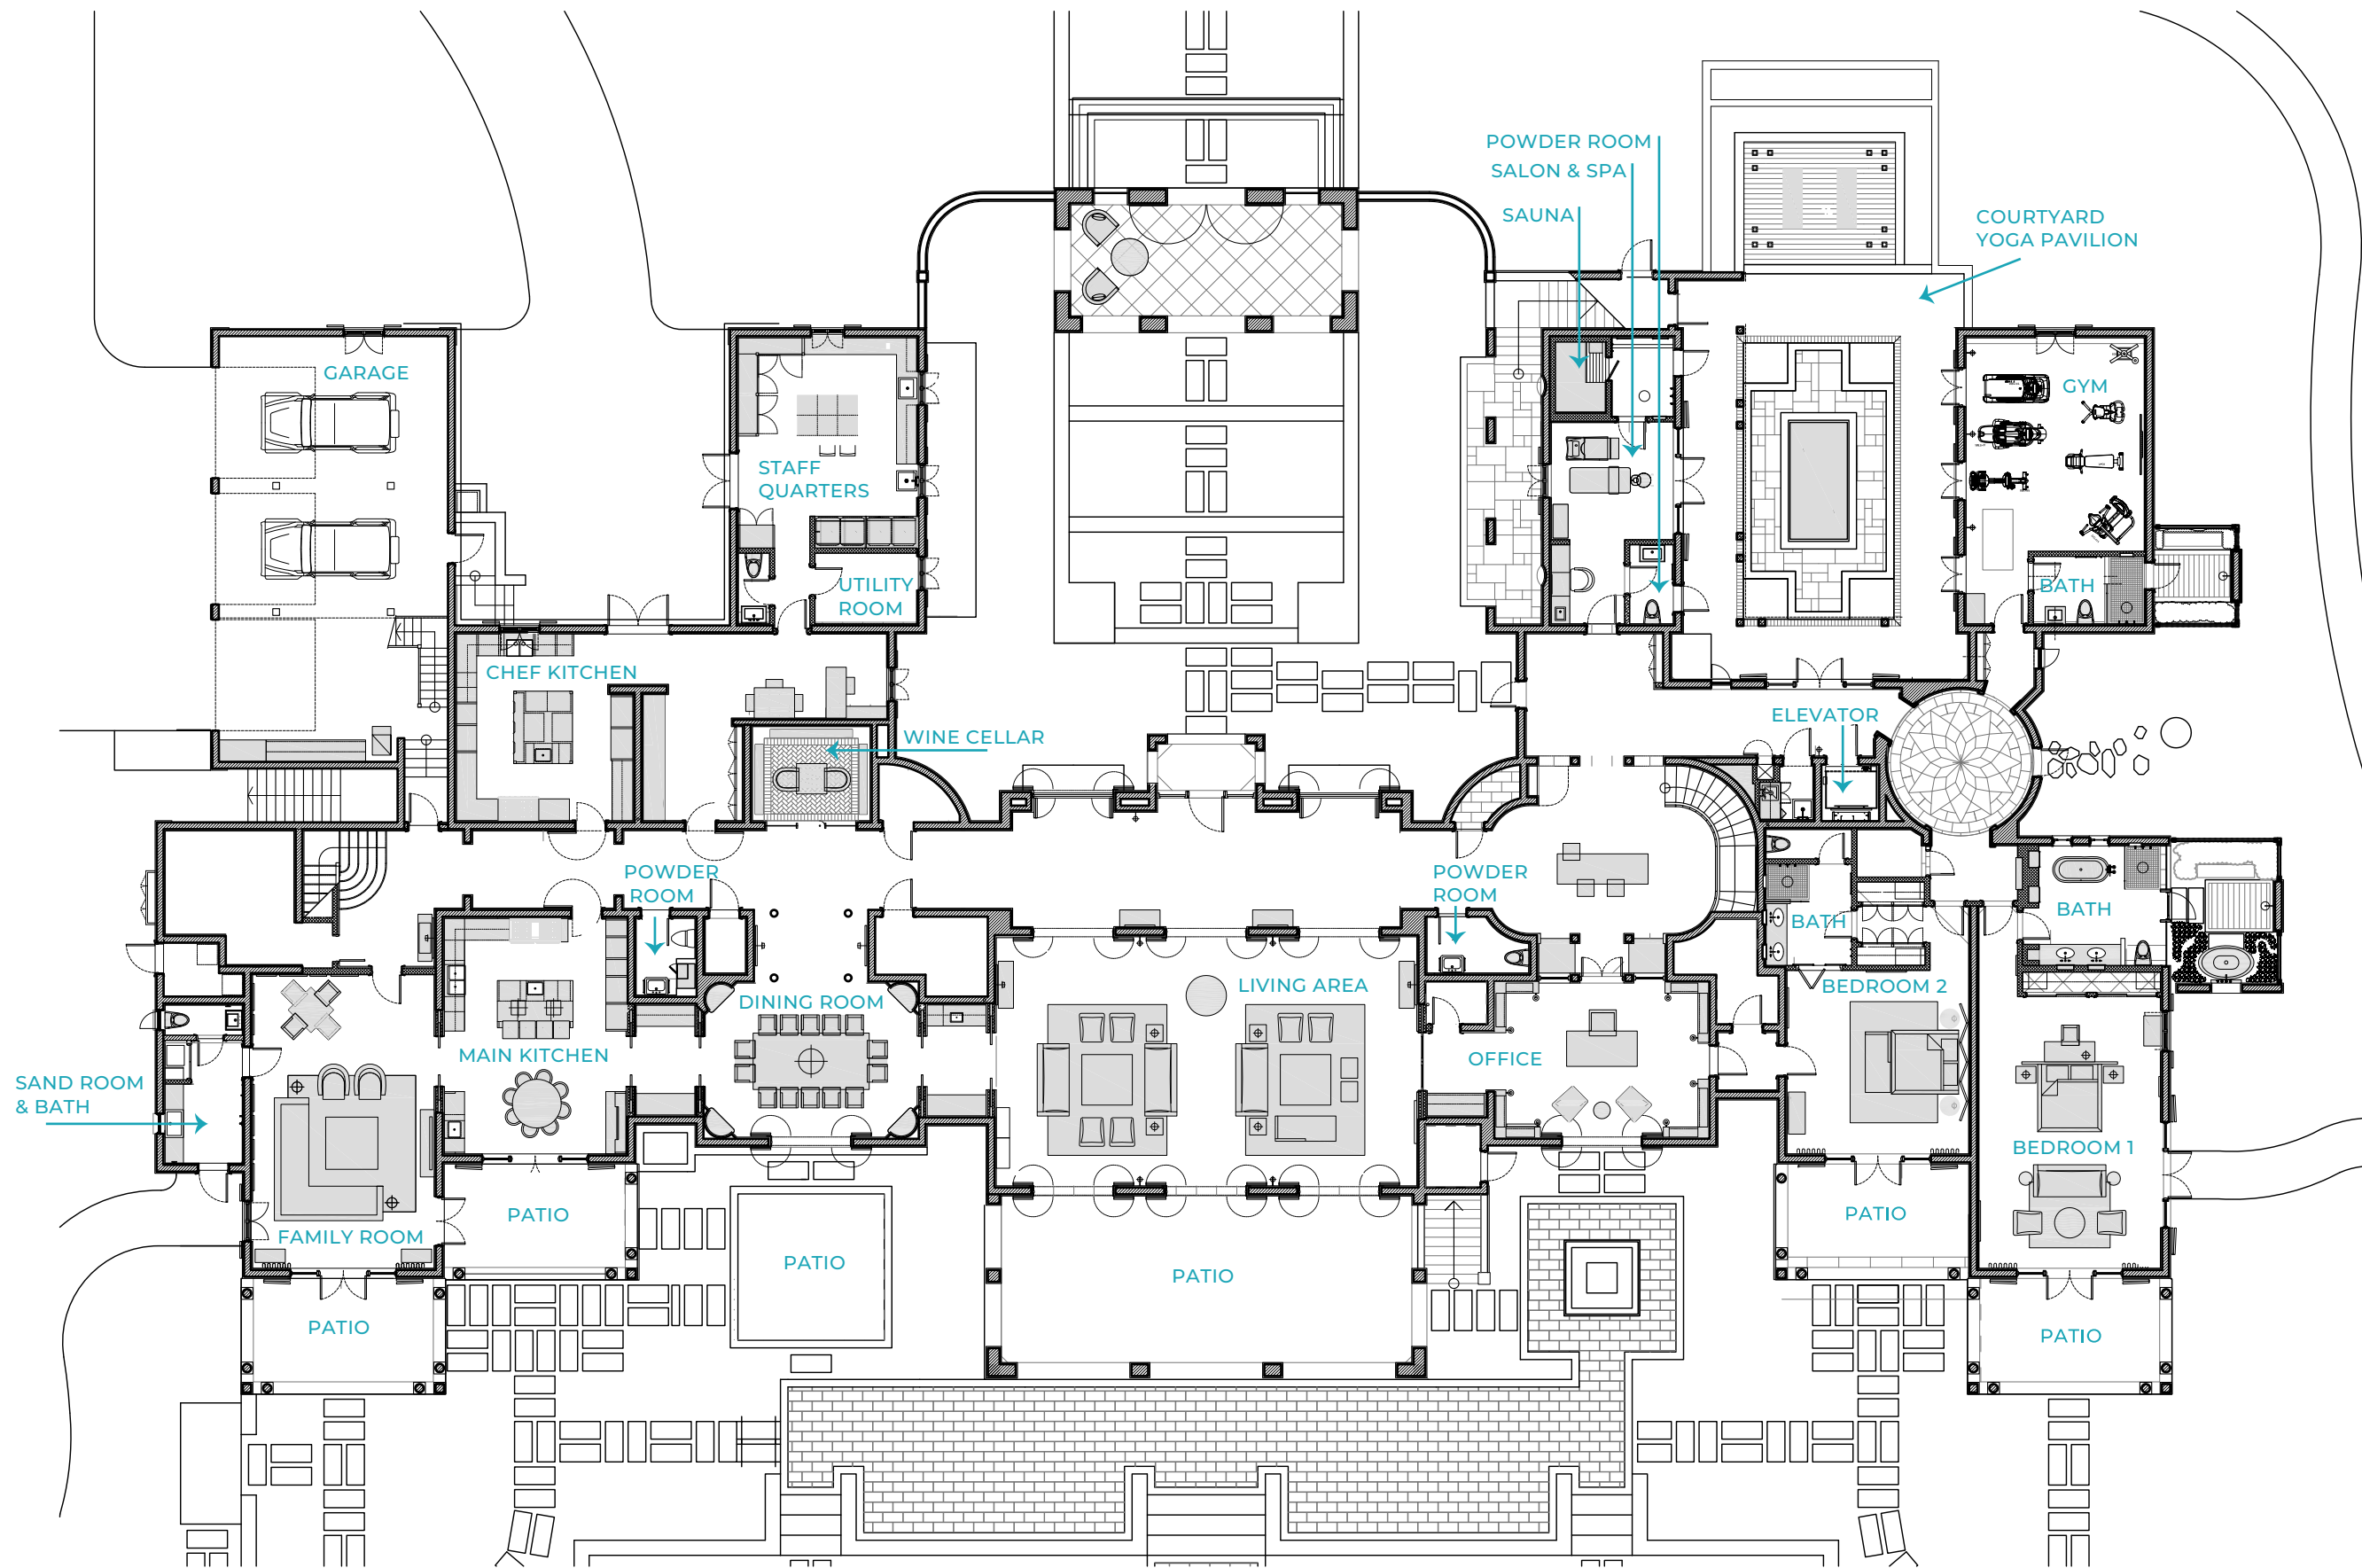 POWDER ROOM
SALON & SPA
SAUNA
COURTYARD
YOGA PAVILION
GARAGE
GYM
STAFF
QUARTERS
UTILITY
ROOM
BATH
CHEF KITCHEN
WINE CELLAR
ELEVATOR
POWDER
ROOM
POWDER
ROOM
BATH
BATH
DINING ROOM
LIVING AREA
BEDROOM 2
MAIN KITCHEN
OFFICE
SAND ROOM
& BATH
BEDROOM 1
FAMILY ROOM
PATIO
PATIO
PATIO
PATIO
PATIO
PATIO